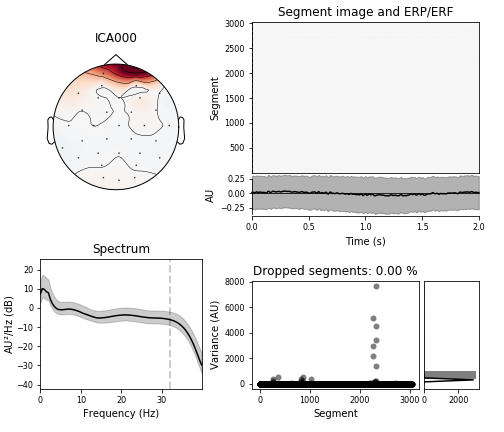 ICA000
Segment image and ERP/ERF
3000
2500
2000
1500
1000
500
Segment
0.25
0.00
−0.25
AU
0.0 0.5 1.0 1.5 2.0
Time (s)
Spectrum
20
10
0
−10
−20
−30
−40
AU²/Hz (dB)
0 10 20 30
Frequency (Hz)
Dropped segments: 0.00 %
8000
6000
4000
2000
0
Variance (AU)
0 1000 2000 3000
Segment
0 2000